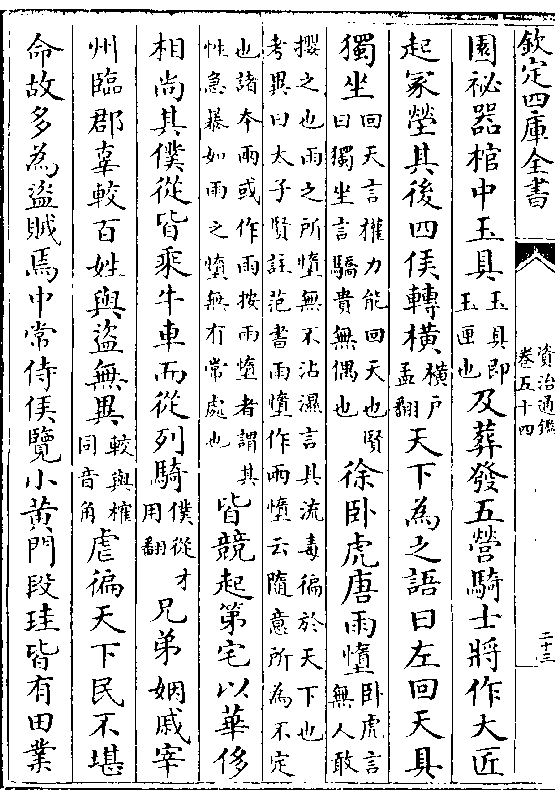 欽定四庫全書
資治通鑑
卷五十四
二十三
園祕器棺中玉具玉具即玉匣也及葬發五營騎士將作大匠
起冢塋其後四侯轉橫橫戸孟翻天下為之語曰左回天具
獨坐回天言權力能回天也賢曰獨坐言驕貴無偶也徐卧虎唐雨墮卧虎言無人敢
攖之也雨之所墮無不沾濕言具流毒徧於天下也考異曰太子賢註范書雨墮作兩墮云隨意所為不定
也諸本兩或作雨按雨墮者謂其性急暴如雨之墮無有常處也皆競起第宅以華侈
相尚其僕從皆乘牛車而從列騎僕從才用翻兄弟姻戚宰
州臨郡辜較百姓與盜無異較與榷同音角虐徧天下民不堪
命故多為盜賊焉中常侍侯覽小黃門段珪皆有田業